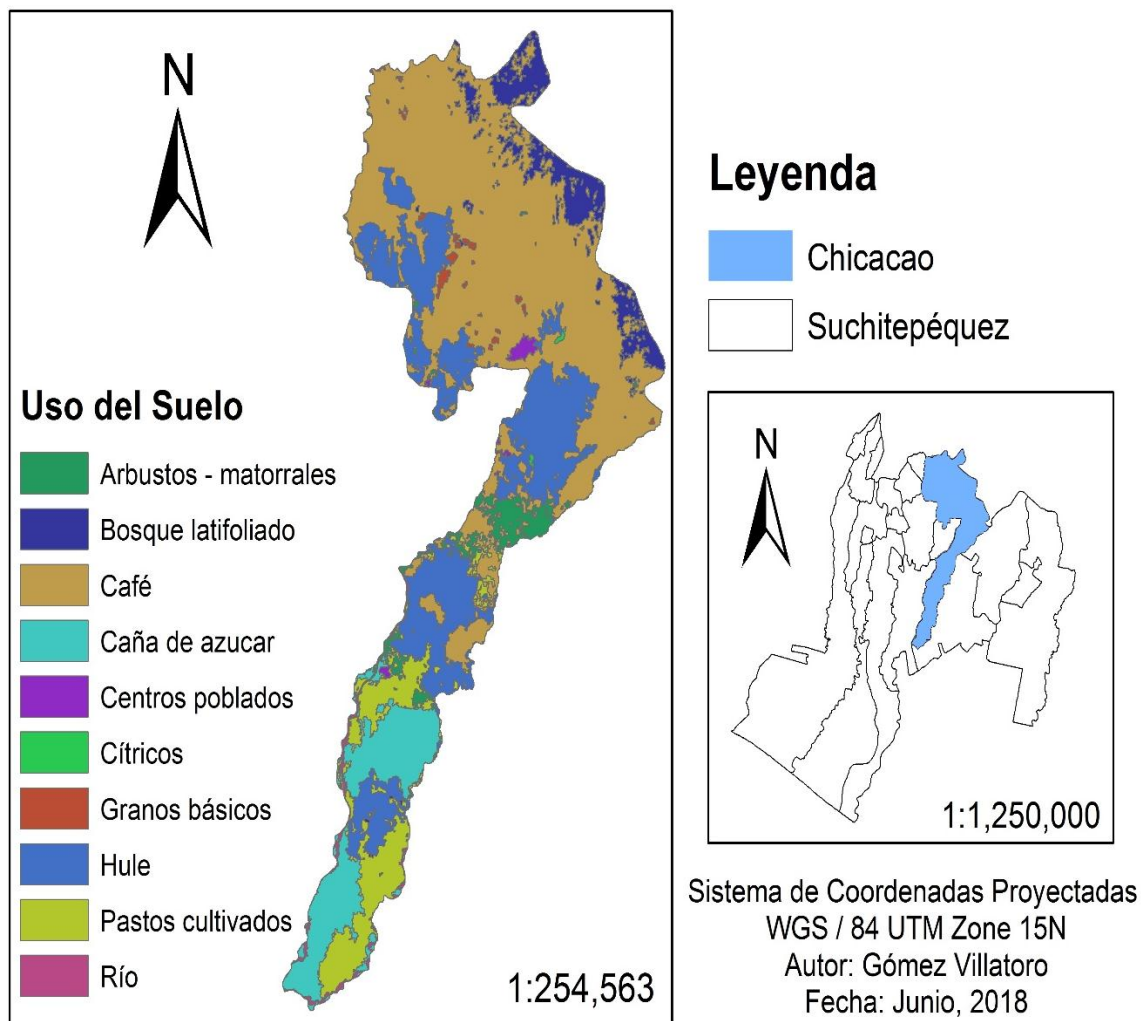 N
Uso del Suelo
Arbustos - matorrales
Bosque latifoliado
Café
Caña de azucar
Centros poblados
Cítricos
Granos básicos
Hule
Pastos cultivados
Río
1:254,563
Leyenda
Chicacao
Suchitepéquez
N
1:1,250,000
Sistema de Coordenadas Proyectadas
WGS / 84 UTM Zone 15N
Autor: Gómez Villatoro
Fecha: Junio, 2018